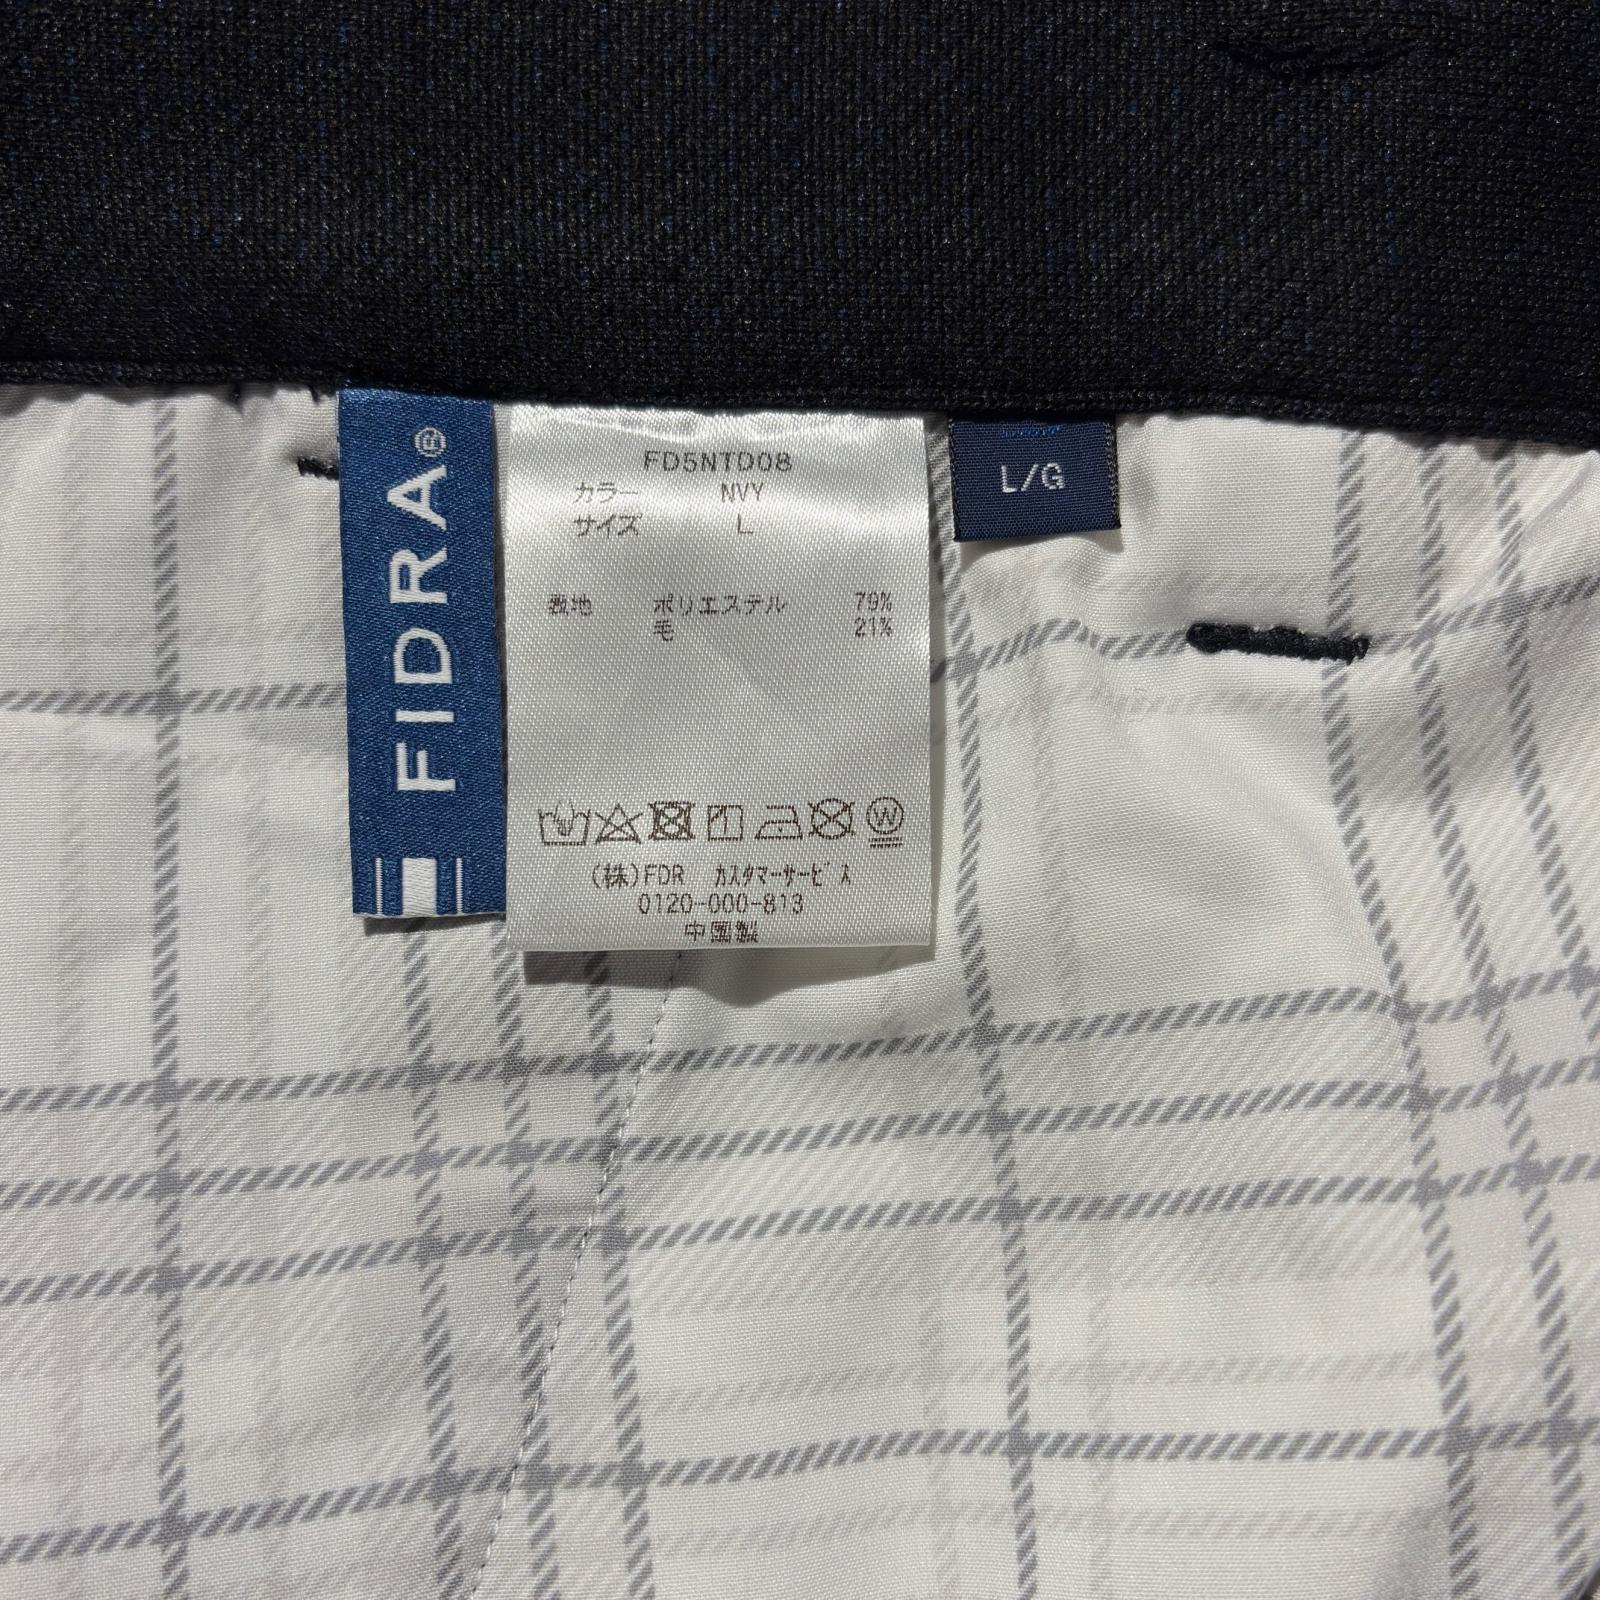 FIDRA®
FD5NTD08
カラー NVY
サイズ L
表地 ポリエステル 79%
毛 21%
W
(株)FDR カスタマーサービス
0120-000-813
中国製
L/G